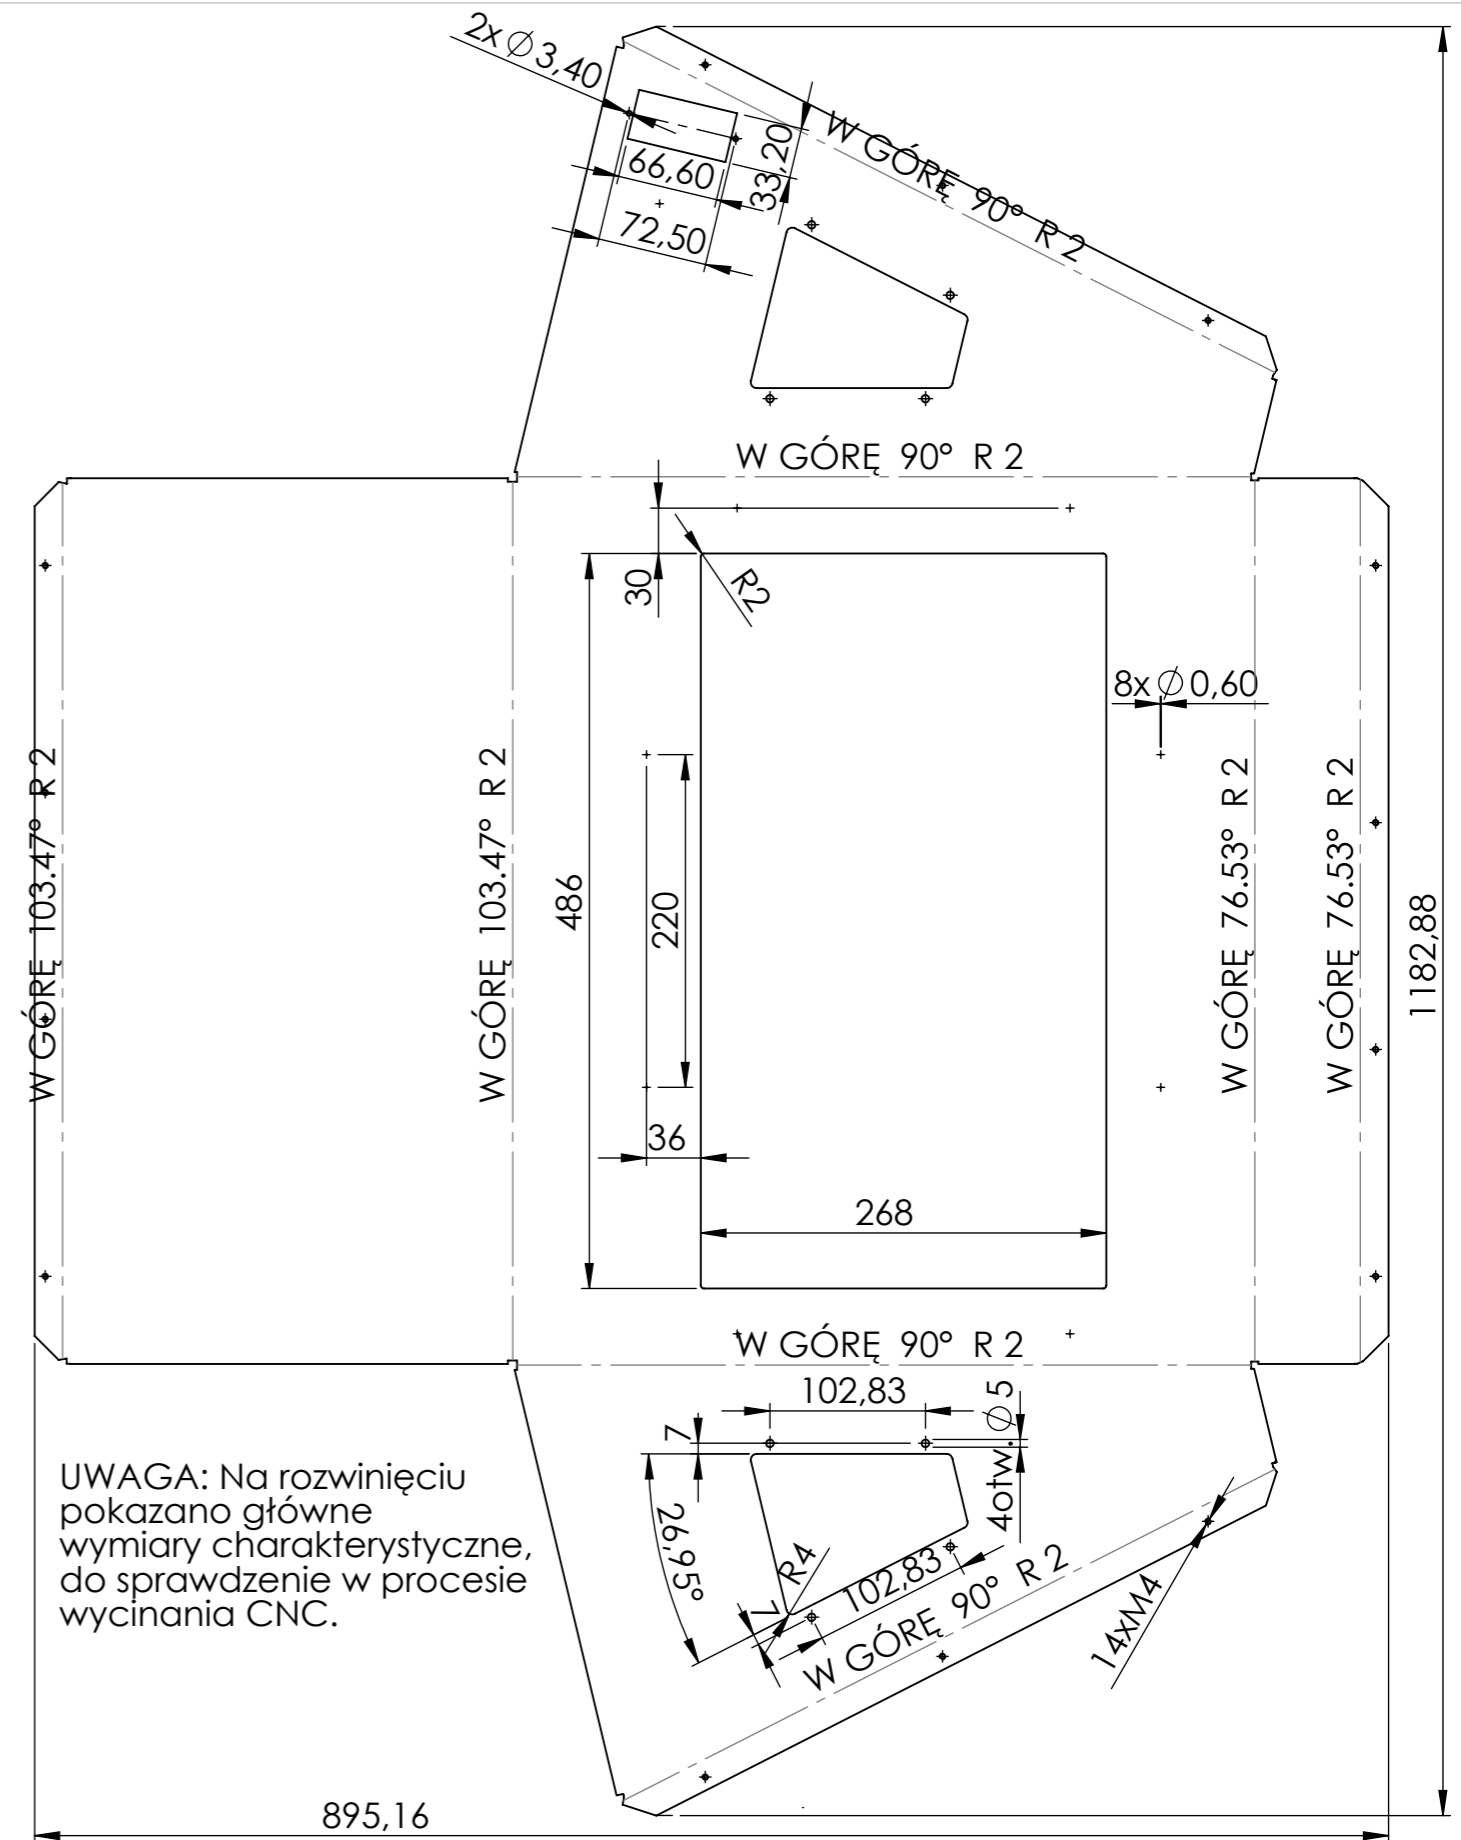 2x Ø3,40
W GÓRĘ 90° R 2
33,20
66,60
72,50
W GÓRĘ 90° R 2
30
R2
8x Ø0,60
W GÓRĘ 103.47° R 2
W GÓRĘ 103.47° R 2
486
220
W GÓRĘ 76.53° R 2
W GÓRĘ 76.53° R 2
1182,88
36
268
W GÓRĘ 90° R 2
102,83
7
4otw. Ø5
UWAGA: Na rozwinięciu
pokazano główne
wymiary charakterystyczne,
do sprawdzenie w procesie
wycinania CNC.
26,95°
R4
7
102,83
W GÓRĘ 90° R 2
14xM4
895,16